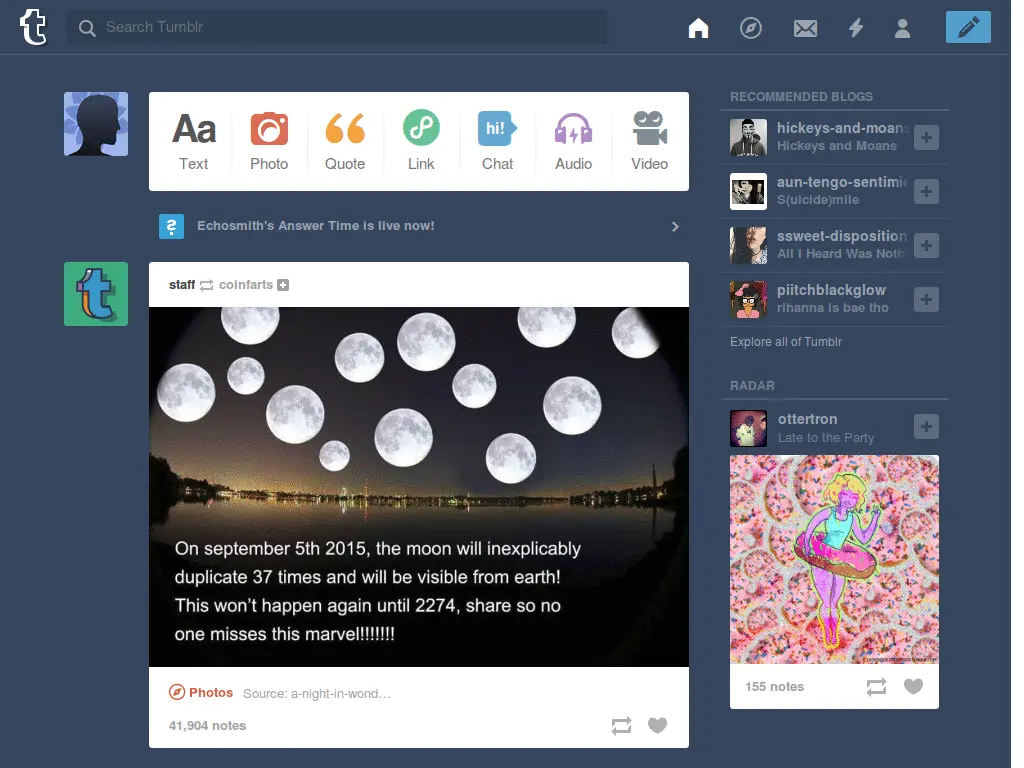 Search Tumblr
Aa
hi!
Text
Photo
Quote
Link
Chat
Audio
Video
Echosmith's Answer Time is live now!
staff coinfarts
On september 5th 2015, the moon will inexplicably
duplicate 37 times and will be visible from earth!
This won't happen again until 2274, share so no
one misses this marvel!!!!!!!
Photos Source: a-night-in-wond…
41,904 notes
RECOMMENDED BLOGS
hickeys-and-moans
Hickeys and Moans
aun-tengo-sentimie
S(uicide)mile
ssweet-disposition
All I Heard Was Noth
piitchblackglow
rihanna is bae tho
Explore all of Tumblr
RADAR
ottertron
Late to the Party
155 notes